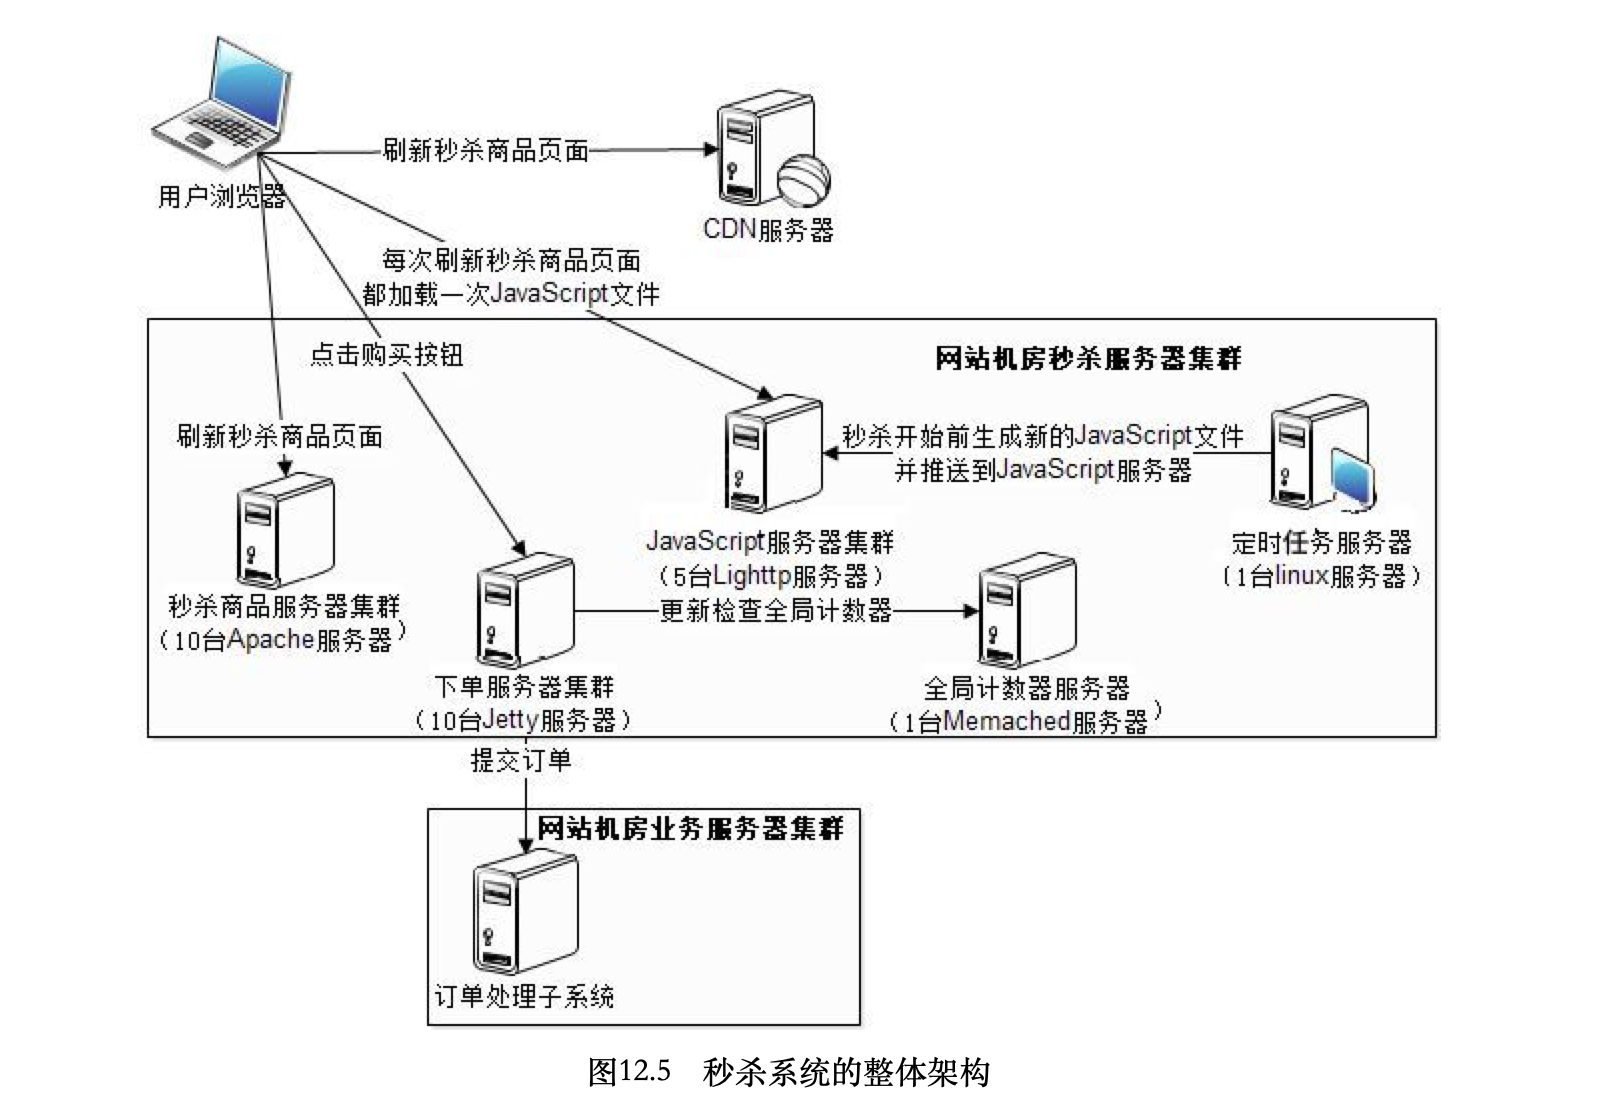 刷新秒杀商品页面
用户浏览器
CDN服务器
每次刷新秒杀商品页面
都加载一次JavaScript文件
点击购买按钮
网站机房秒杀服务器集群
刷新秒杀商品页面
秒杀开始前生成新的JavaScript文件
并推送到JavaScript服务器
JavaScript服务器集群
（5台Lighttp服务器）
定时任务服务器
（1台linux服务器）
秒杀商品服务器集群
（10台Apache服务器）
更新检查全局计数器
下单服务器集群
（10台Jetty服务器）
全局计数器服务器
（1台Memached服务器）
提交订单
网站机房业务服务器集群
订单处理子系统
图12.5 秒杀系统的整体架构